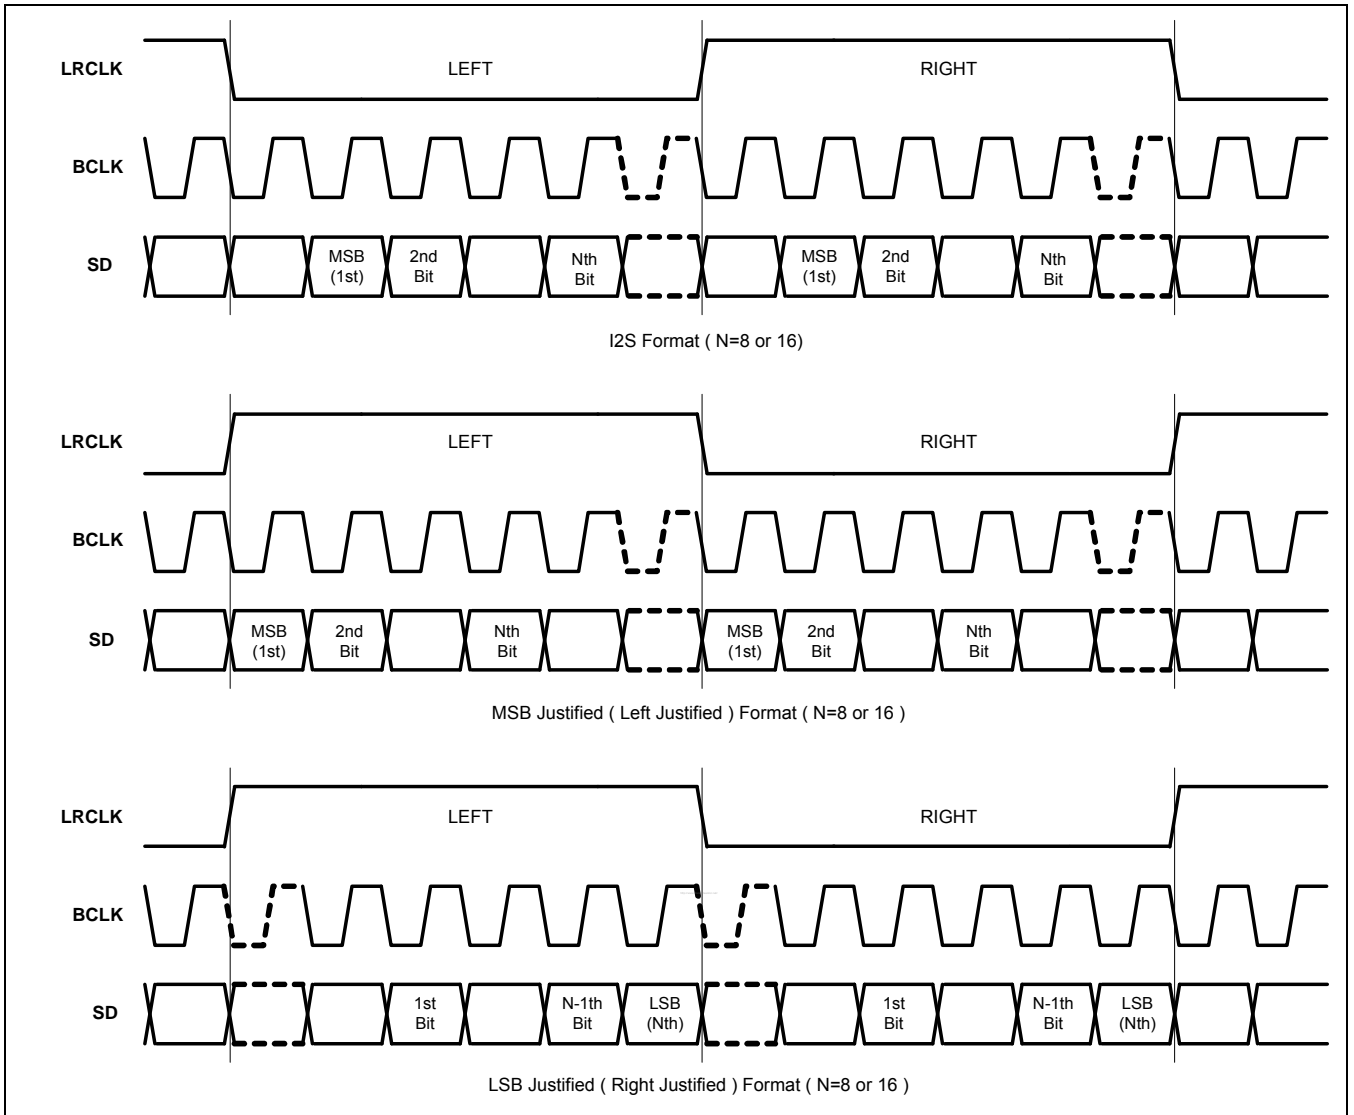 LRCLK LEFT RIGHT
BCLK
SD MSB (1st) 2nd Bit Nth Bit MSB (1st) 2nd Bit Nth Bit
I2S Format ( N=8 or 16)
LRCLK LEFT RIGHT
BCLK
SD MSB (1st) 2nd Bit Nth Bit MSB (1st) 2nd Bit Nth Bit
MSB Justified ( Left Justified ) Format ( N=8 or 16 )
LRCLK LEFT RIGHT
BCLK
SD 1st Bit N-1th Bit LSB (Nth) 1st Bit N-1th Bit LSB (Nth)
LSB Justified ( Right Justified ) Format ( N=8 or 16 )